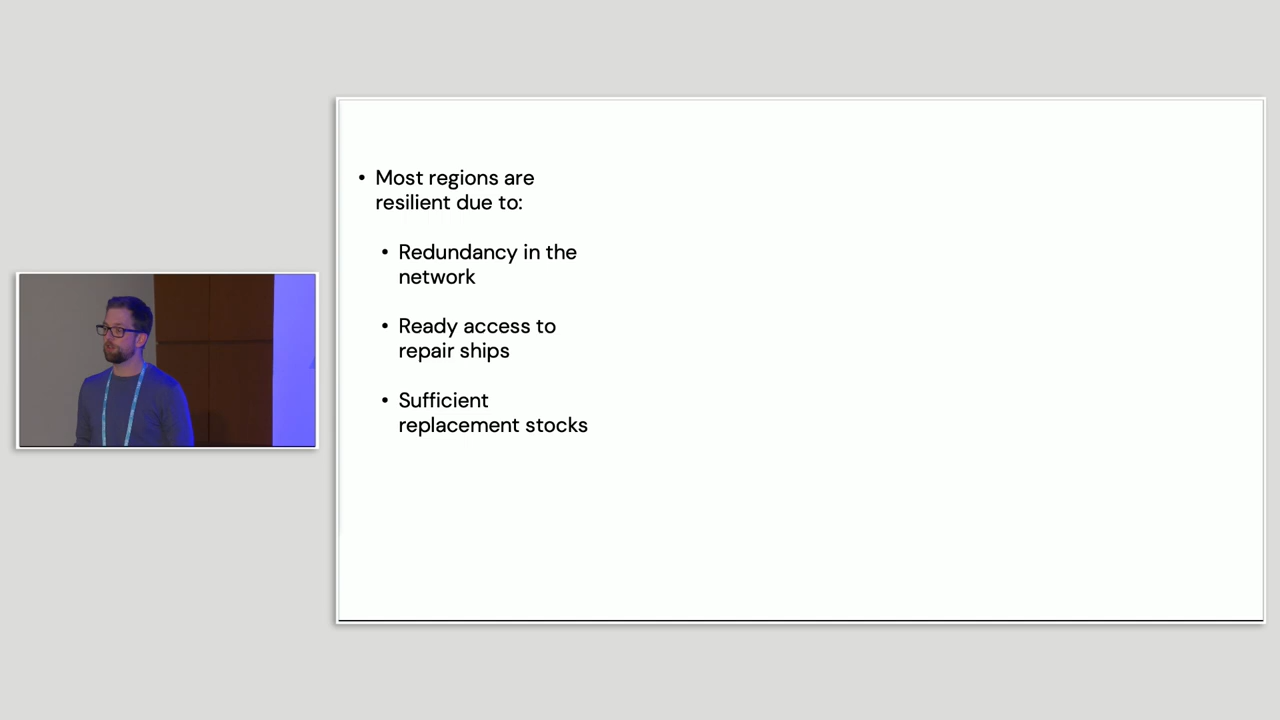 • Most regions are
resilient due to:
• Redundancy in the
network
• Ready access to
repair ships
• Sufficient
replacement stocks